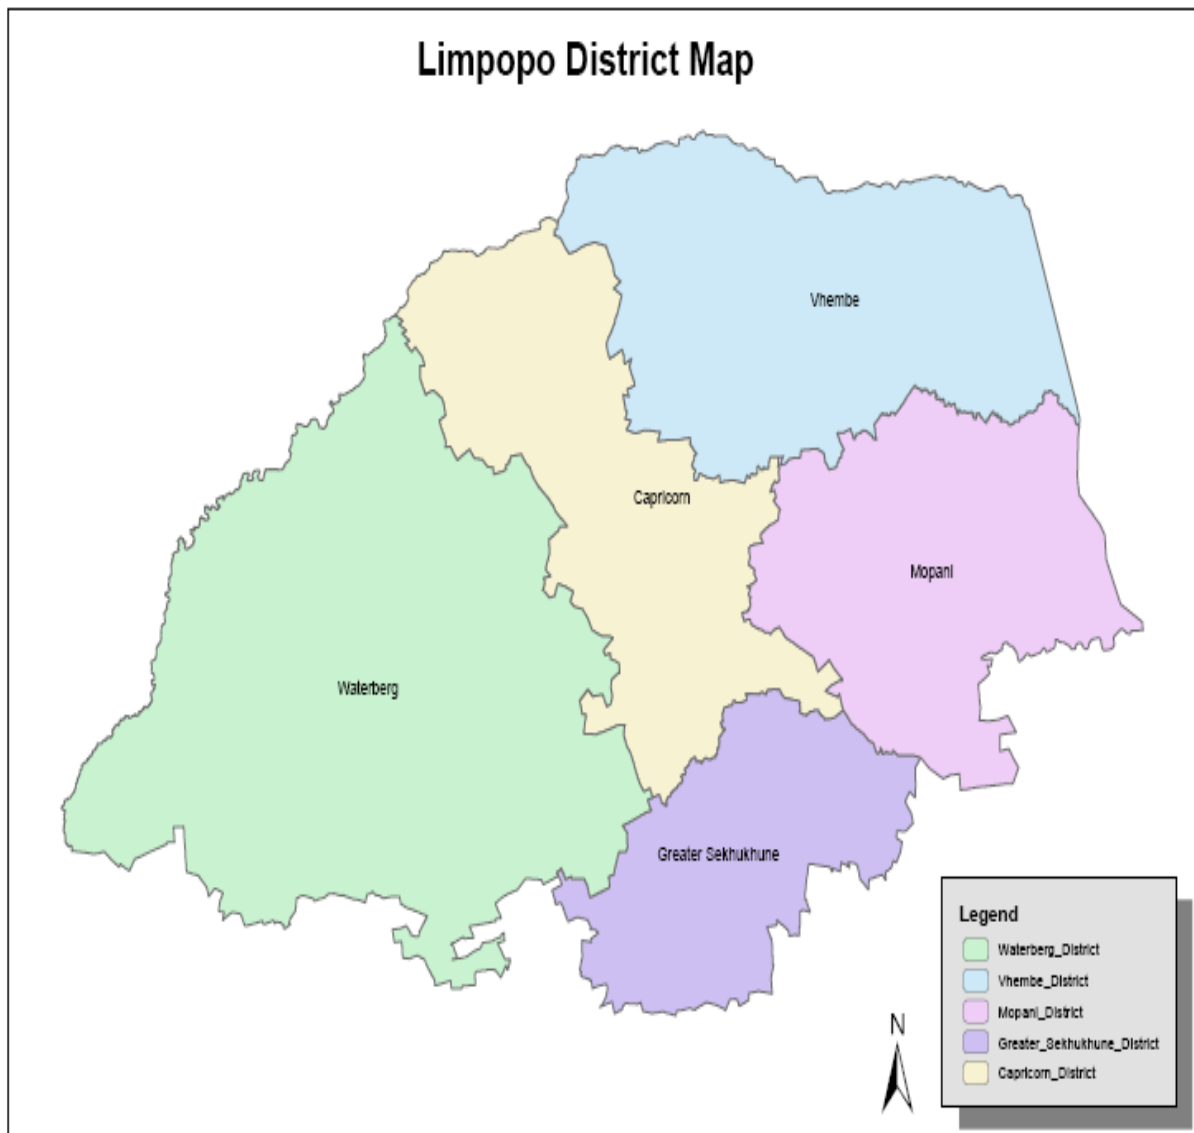 Limpopo District Map
Vhembe
Capricorn
Mopani
Waterberg
Greater Sekhukhune
Legend
Waterberg_District
Vhembe_District
Mopani_District
Greater_Sekhukhune_District
Capricorn_District
N